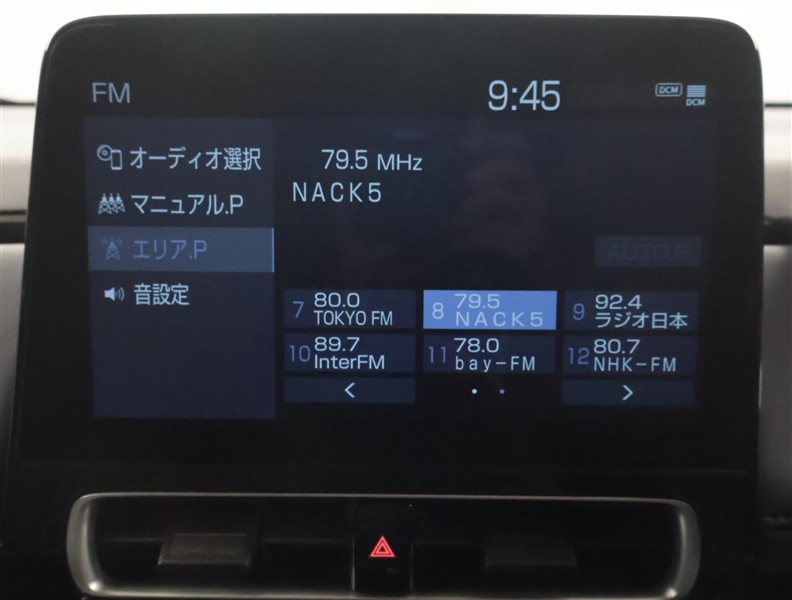 FM
9:45
DCM
DCM
オーディオ選択
マニュアル.P
エリア.P
音設定
79.5 MHz
NACK5
AUTO.P
7 80.0 TOKYO FM
8 79.5 NACK5
9 92.4 ラジオ日本
10 89.7 InterFM
11 78.0 bay-FM
12 80.7 NHK-FM